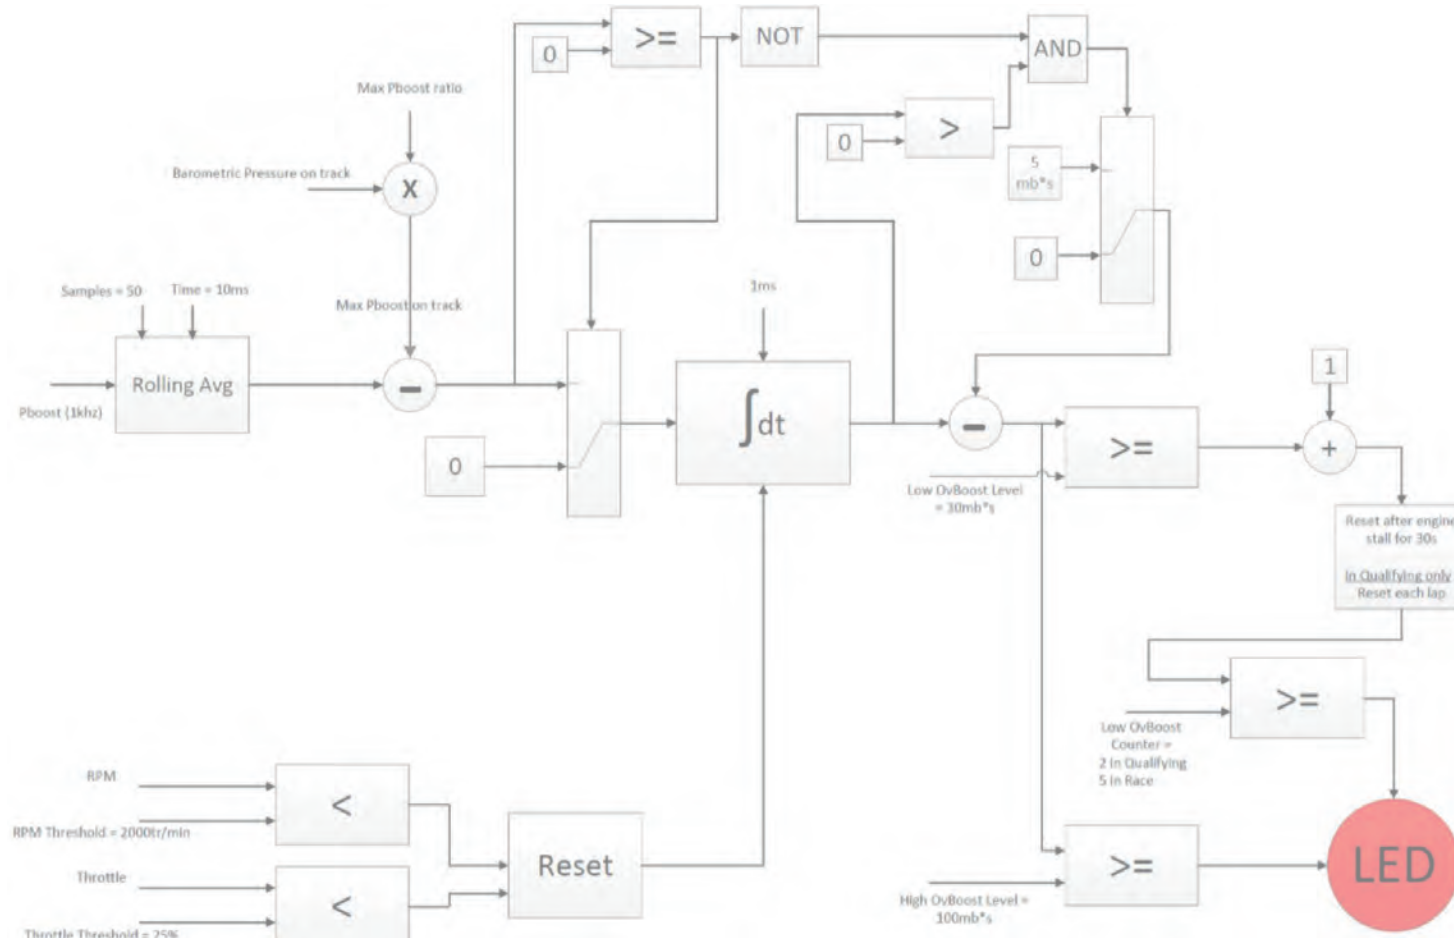 >=
NOT
AND
0
Max Pboost ratio
>
0
5
mb*s
Barometric Pressure on track
X
0
Samples = 50
Time = 10ms
1ms
Max Pboost on track
Rolling Avg
-
1
Pboost (1khz)
∫dt
-
>=
+
0
Low OvBoost Level
= 30mb*s
Reset after engine
stall for 30s
In Qualifying only
Reset each lap
>=
Low OvBoost
Counter =
2 in Qualifying
5 in Race
RPM
<
RPM Threshold = 2000tr/min
Reset
>=
LED
Throttle
<
High OvBoost Level =
100mb*s
Throttle Threshold = 25%